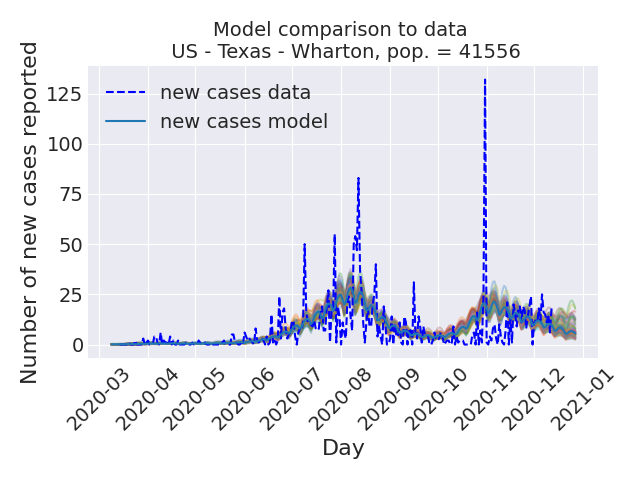 Model comparison to data
US - Texas - Wharton, pop. = 41556
Number of new cases reported
125
100
75
50
25
0
new cases data
new cases model
2020-03
2020-04
2020-05
2020-06
2020-07
2020-08
2020-09
2020-10
2020-11
2020-12
2021-01
Day